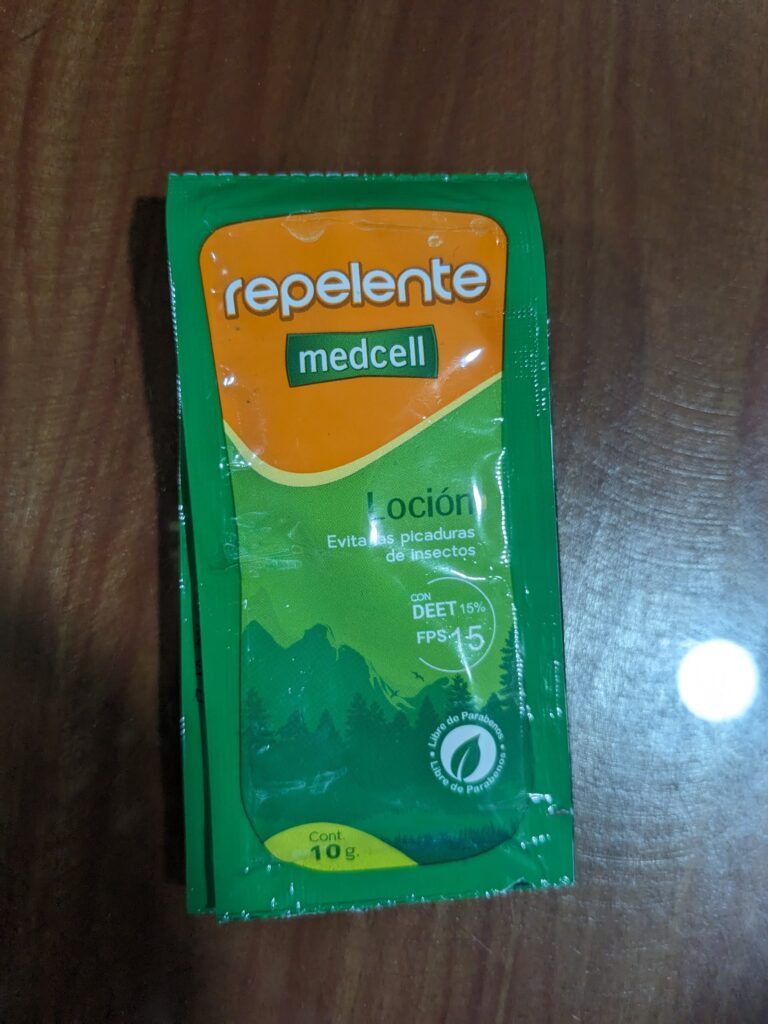 repelente
medcell
Loción
Evita las picaduras
de insectos
CON
DEET 15%
FPS 15
Libre de Parabenos
Libre de Parabenos
Cont.
10 g.